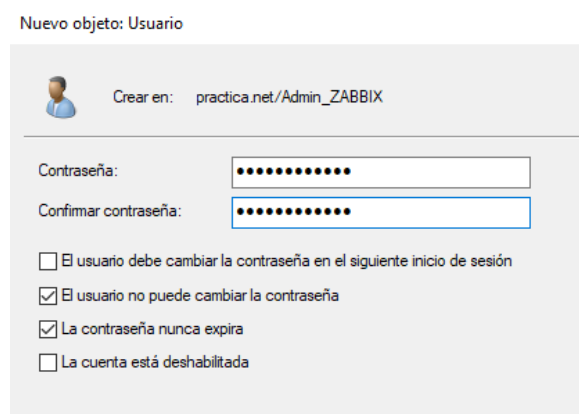 Nuevo objeto: Usuario
Crear en: practica.net/Admin_ZABBIX
Contraseña: ●●●●●●●●●●●●
Confirmar contraseña: ●●●●●●●●●●●●
El usuario debe cambiar la contraseña en el siguiente inicio de sesión
El usuario no puede cambiar la contraseña
La contraseña nunca expira
La cuenta está deshabilitada